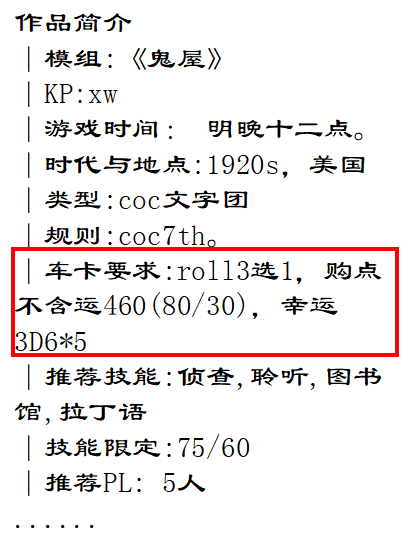 作品简介
｜模组:《鬼屋》
｜KP:xw
｜游戏时间： 明晚十二点。
｜时代与地点:1920s，美国
｜类型:coc文字团
｜规则:coc7th。
｜车卡要求:roll3选1，购点
不含运460(80/30)，幸运
3D6*5
｜推荐技能:侦查,聆听,图书
馆,拉丁语
｜技能限定:75/60
｜推荐PL: 5人
......